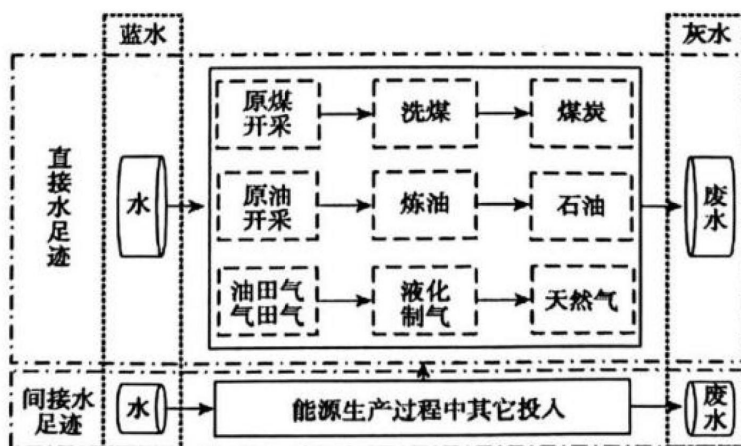 蓝水
灰水
直接水足迹
水
原煤
开采
洗煤
煤炭
原油
开采
炼油
石油
油田气
气田气
液化
制气
天然气
废水
间接水
足迹
水
能源生产过程中其它投入
废水